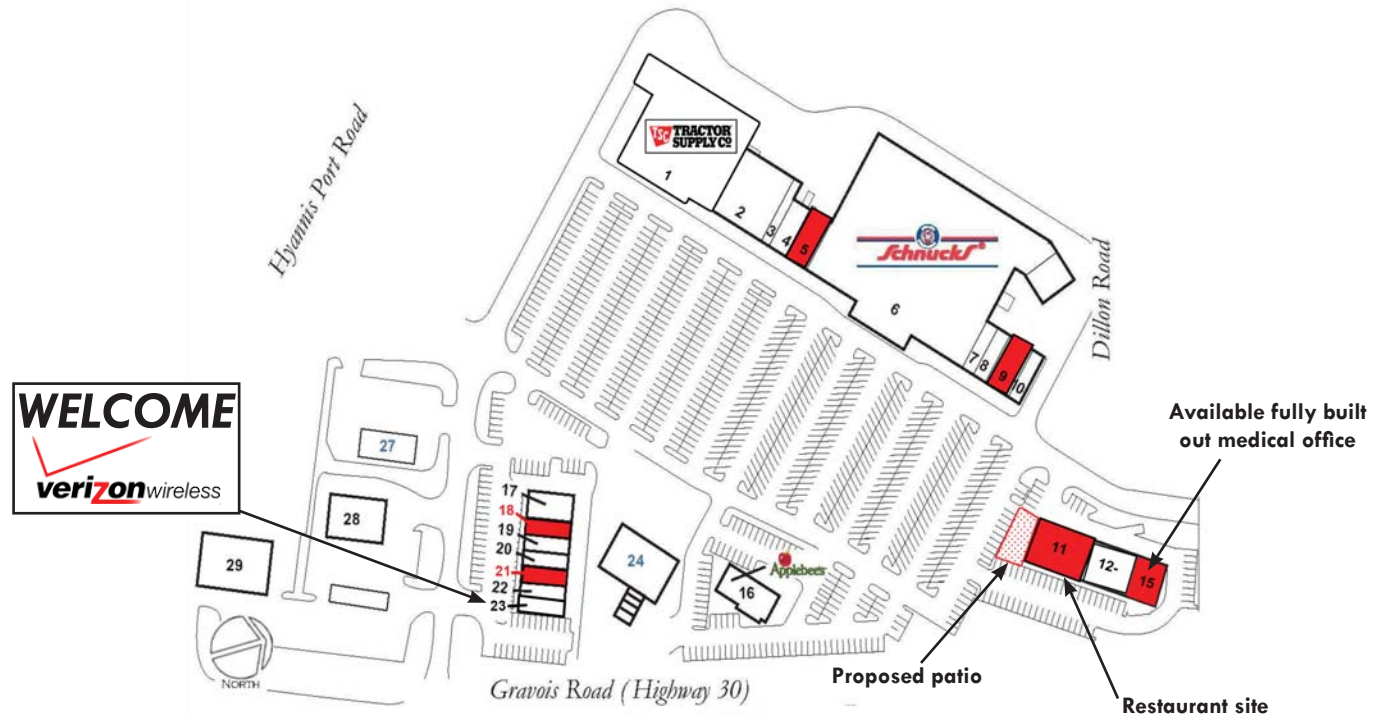 Hyannis Port Road
TSC TRACTOR
SUPPLY CO
1
2
3
4
5
Schnucks
6
7
8
9
10
Dillon Road
WELCOME
verizon wireless
27
28
29
17
18
19
20
21
22
23
24
Applebee's
16
11
12-
15
Available fully built
out medical office
Proposed patio
Restaurant site
Gravois Road (Highway 30)
NORTH